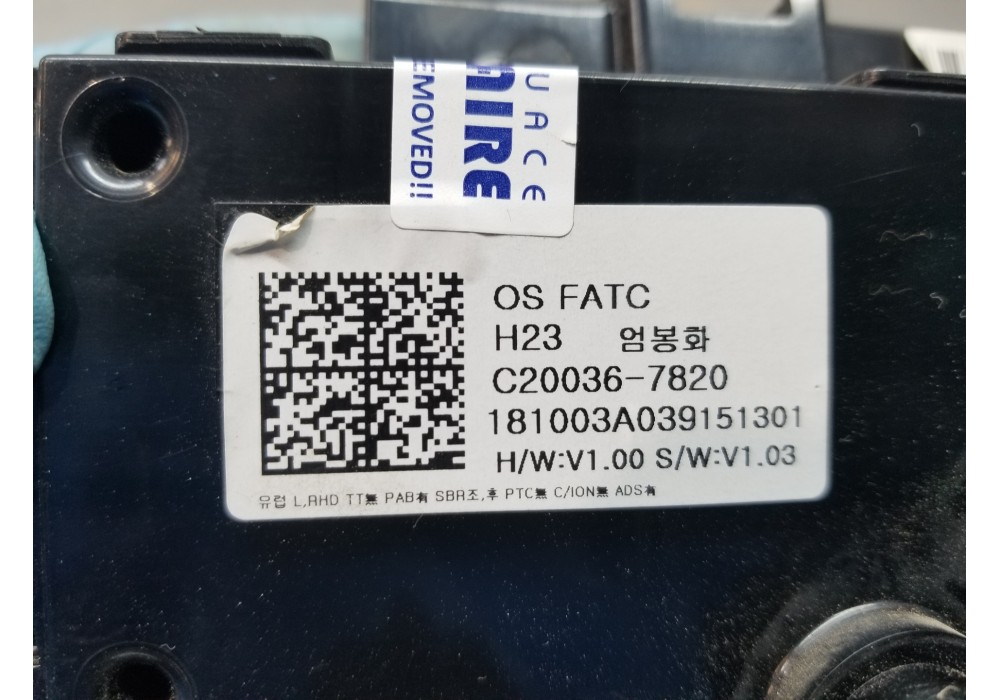 EMOVED!!
UACE
OS FATC
H23 엄봉화
C20036-7820
181003A039151301
H/W:V1.00 S/W:V1.03
유럽 L,RHD TT無 PAB有 SBR조,후 PTC無 C/ION無 ADS有